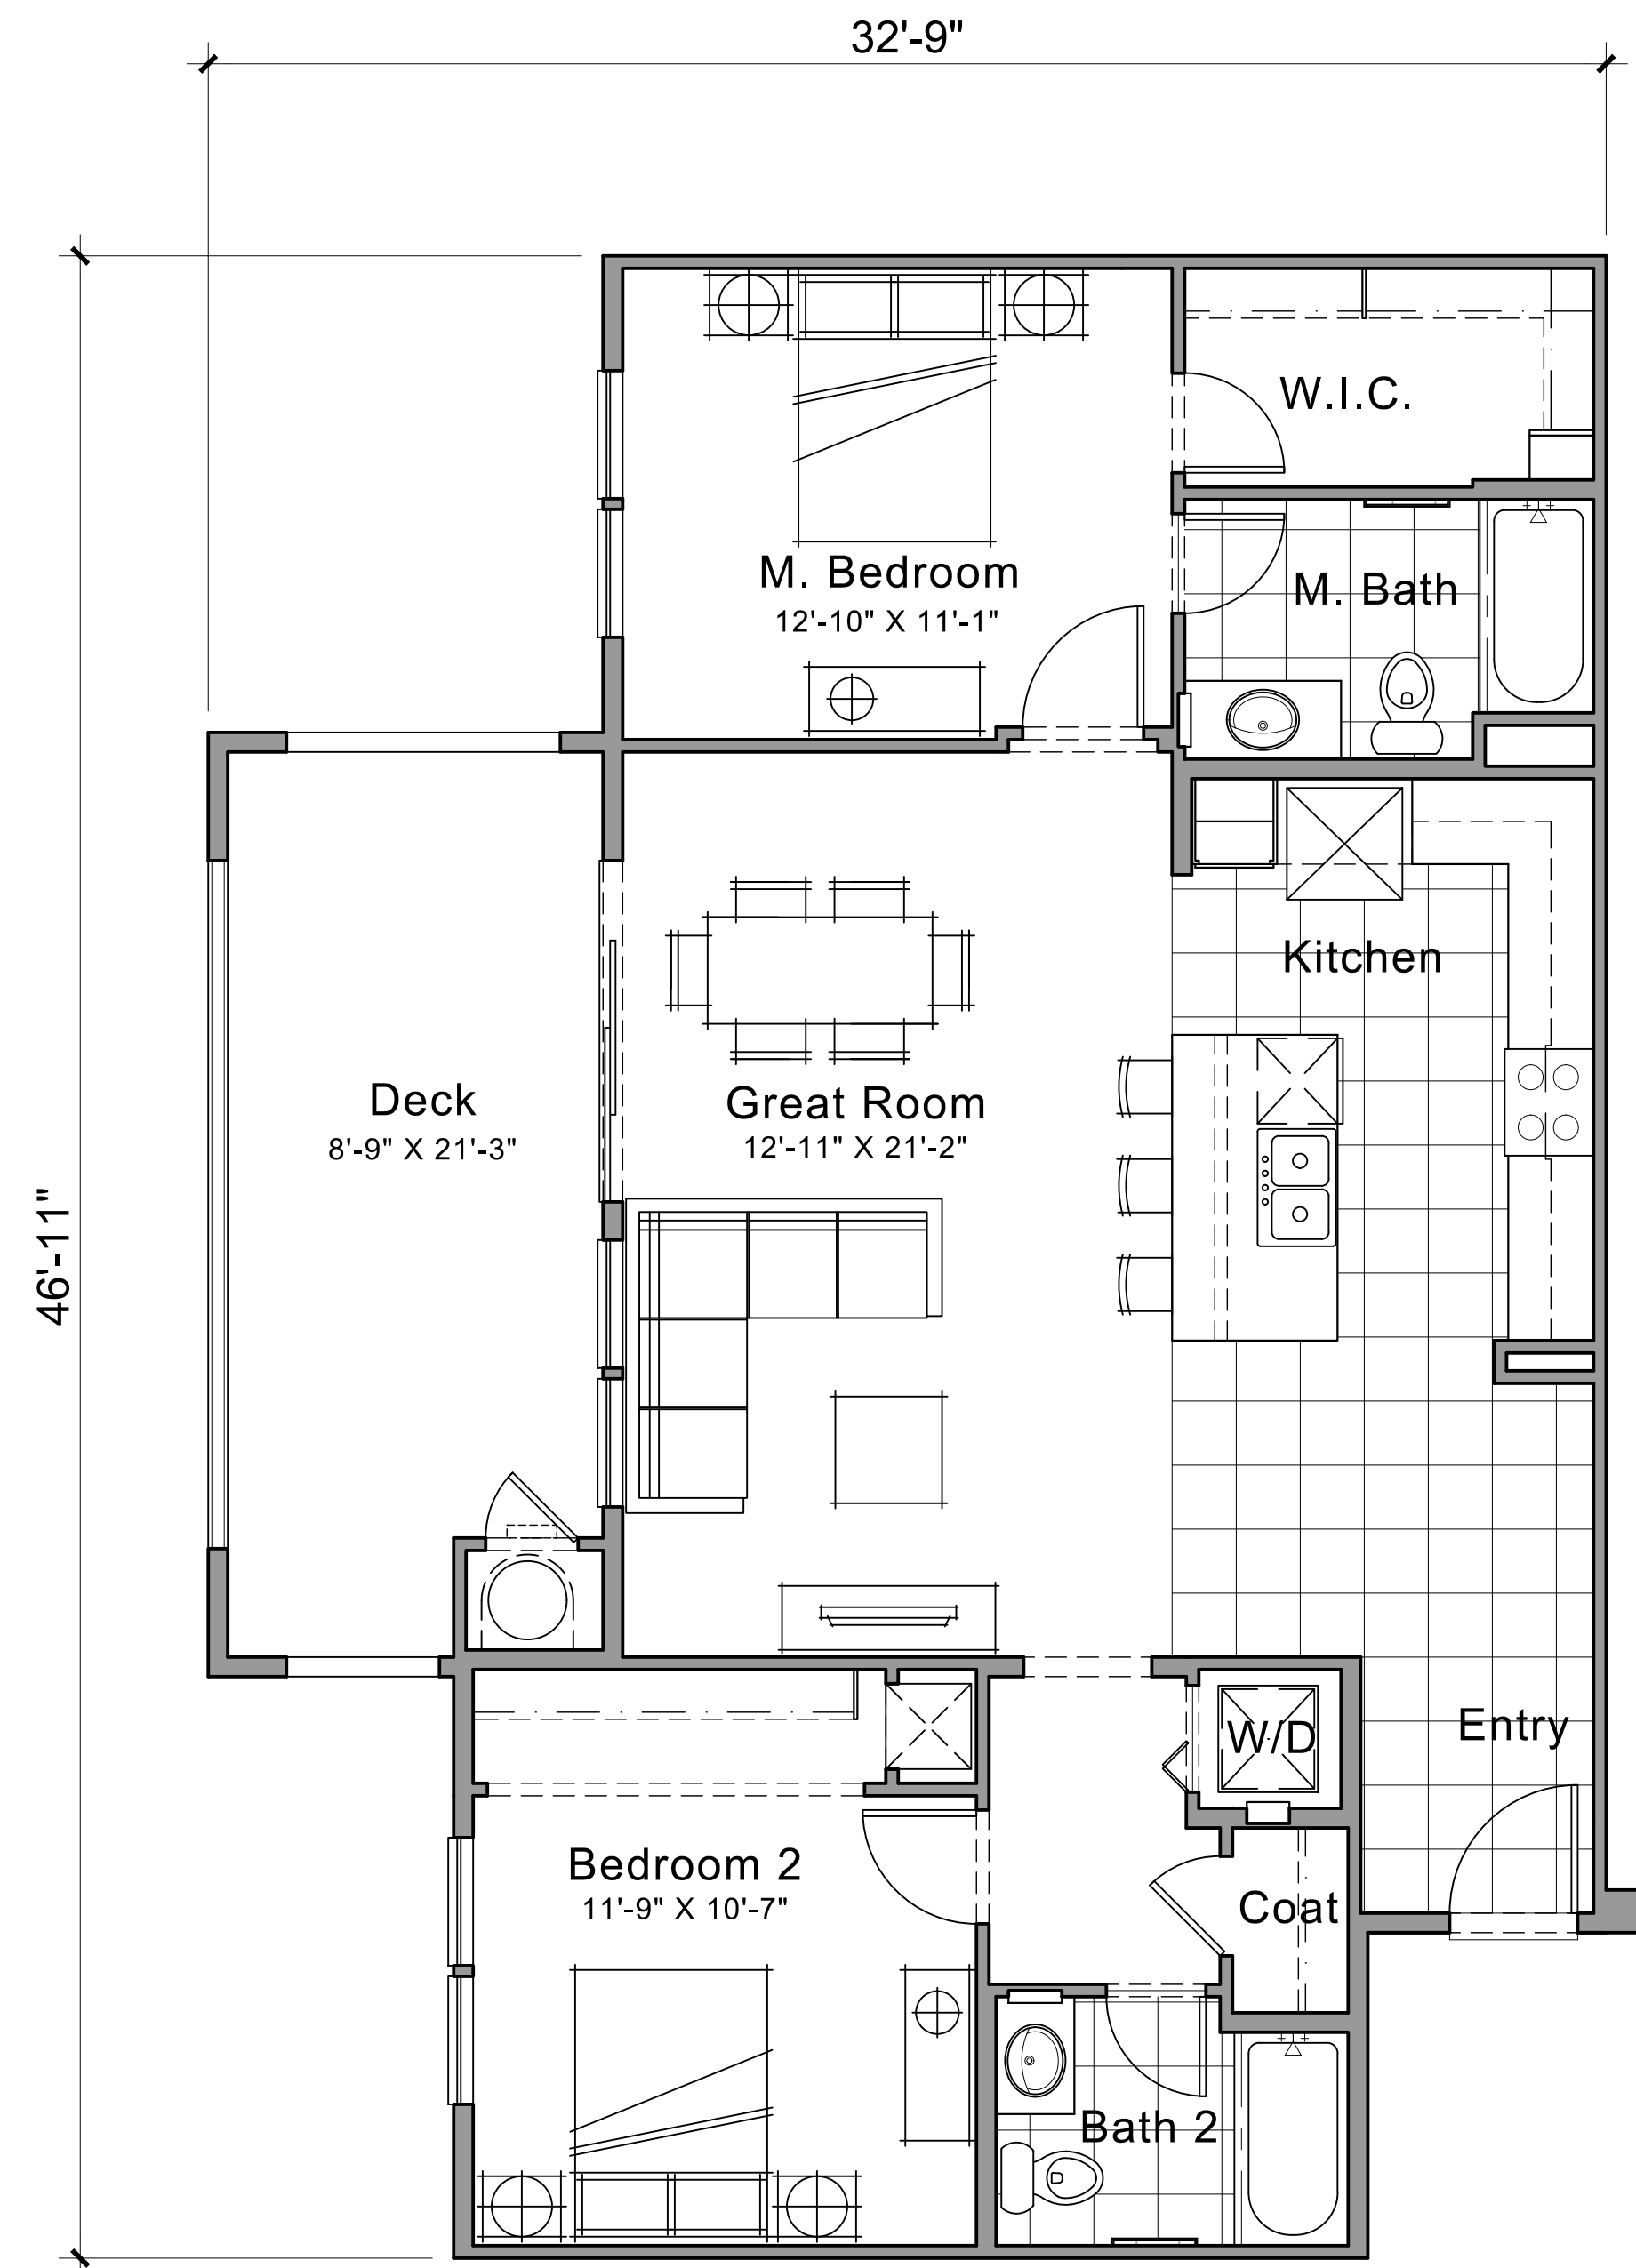 32'-9"
W.I.C.
M. Bedroom
12'-10" X 11'-1"
M. Bath
Kitchen
Deck
8'-9" X 21'-3"
Great Room
12'-11" X 21'-2"
46'-11"
Entry
W/D
Bedroom 2
11'-9" X 10'-7"
Coat
Bath 2